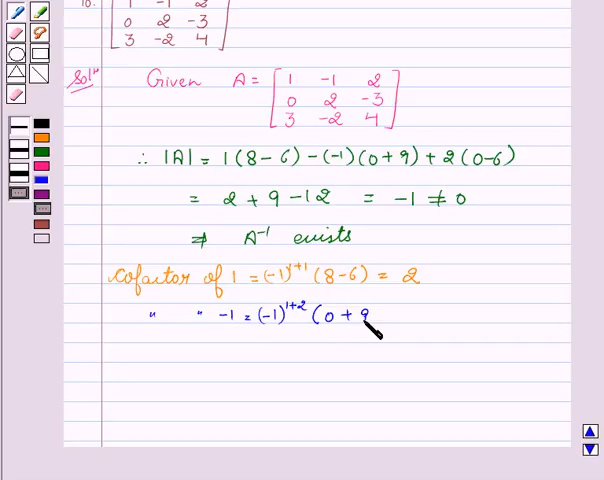 10. [ 1 -1 2
0 2 -3
3 -2 4 ]
Solⁿ Given A = [ 1 -1 2
0 2 -3
3 -2 4 ]
∴ |A| = 1(8-6) -(-1)(0+9) + 2(0-6)
= 2 + 9 - 12 = -1 ≠ 0
⇒ A⁻¹ exists
Cofactor of 1 = (-1)¹⁺¹ (8-6) = 2
" " -1 = (-1)¹⁺² (0+9